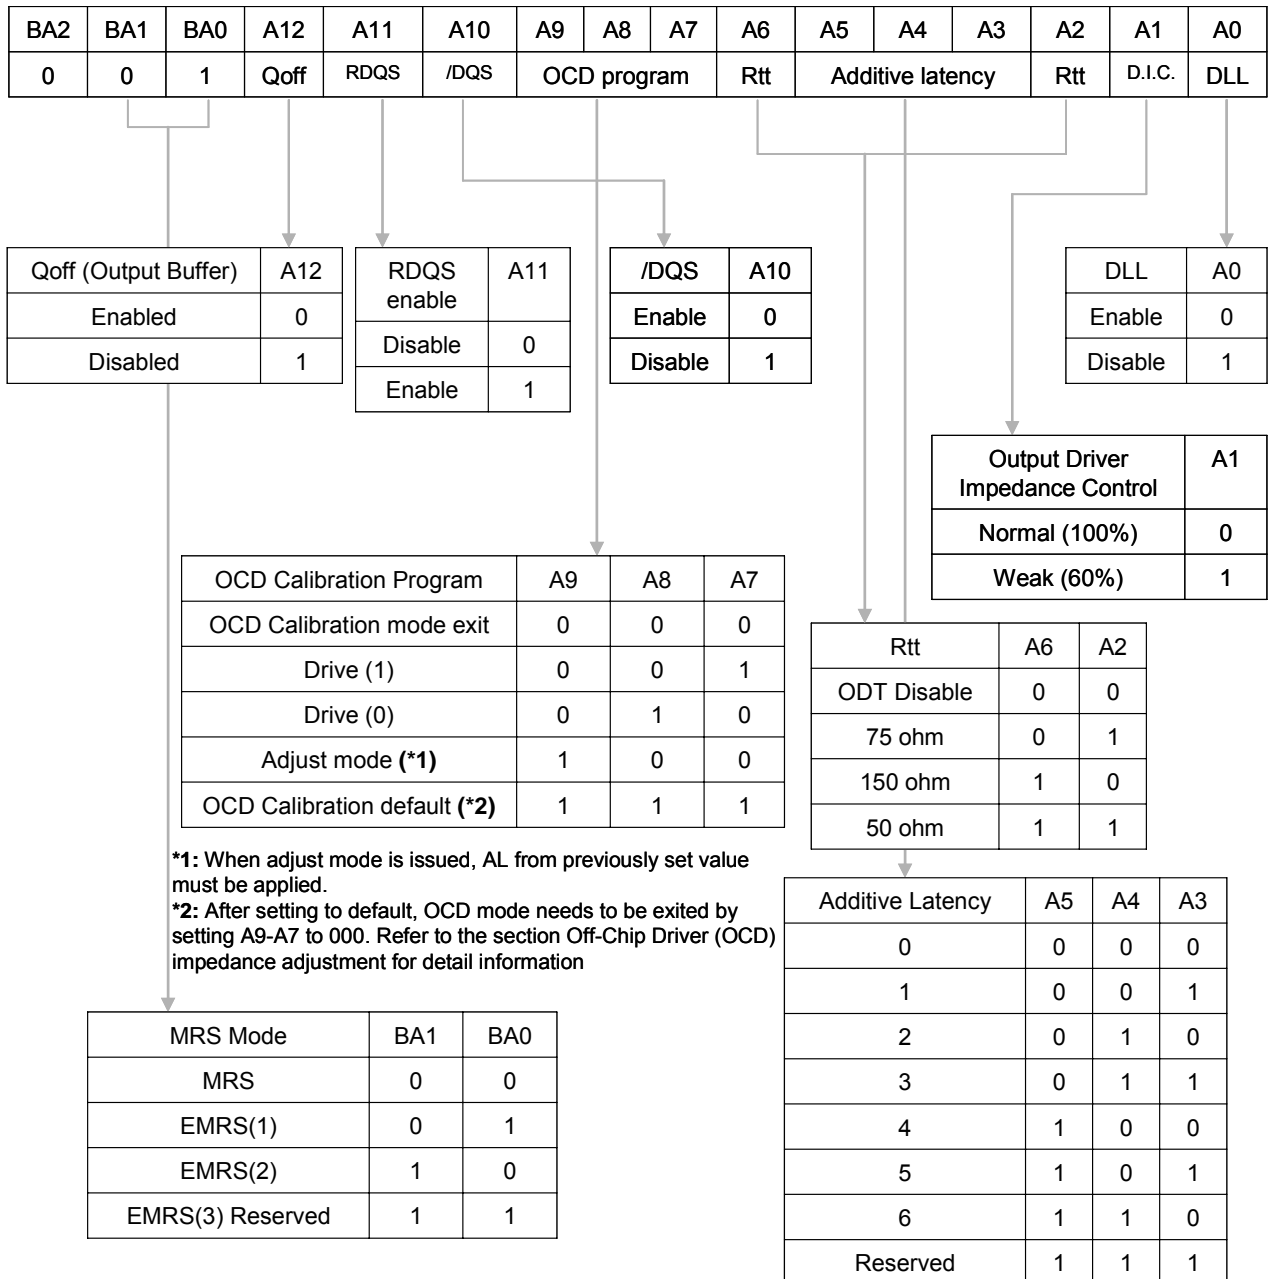 BA2 BA1 BA0 A12 A11 A10 A9 A8 A7 A6 A5 A4 A3 A2 A1 A0
0 0 1 Qoff RDQS /DQS OCD program Rtt Additive latency Rtt D.I.C. DLL
Qoff (Output Buffer) A12
Enabled 0
Disabled 1
RDQS A11
enable
Disable 0
Enable 1
/DQS A10
Enable 0
Disable 1
DLL A0
Enable 0
Disable 1
Output Driver A1
Impedance Control
Normal (100%) 0
Weak (60%) 1
OCD Calibration Program A9 A8 A7
OCD Calibration mode exit 0 0 0
Drive (1) 0 0 1
Drive (0) 0 1 0
Adjust mode (*1) 1 0 0
OCD Calibration default (*2) 1 1 1
*1: When adjust mode is issued, AL from previously set value
must be applied.
*2: After setting to default, OCD mode needs to be exited by
setting A9-A7 to 000. Refer to the section Off-Chip Driver (OCD)
impedance adjustment for detail information
Rtt A6 A2
ODT Disable 0 0
75 ohm 0 1
150 ohm 1 0
50 ohm 1 1
Additive Latency A5 A4 A3
0 0 0 0
1 0 0 1
2 0 1 0
3 0 1 1
4 1 0 0
5 1 0 1
6 1 1 0
Reserved 1 1 1
MRS Mode BA1 BA0
MRS 0 0
EMRS(1) 0 1
EMRS(2) 1 0
EMRS(3) Reserved 1 1